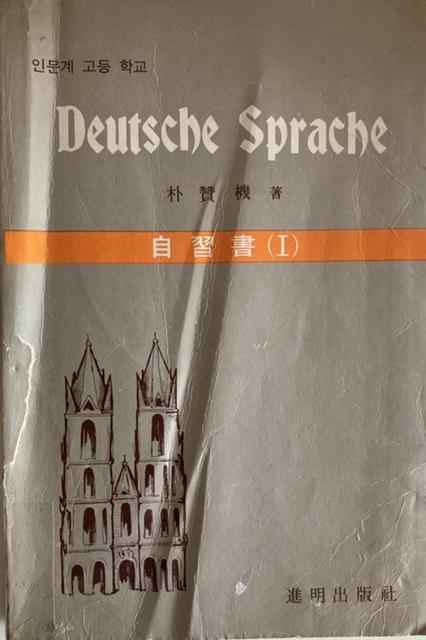 인문계 고등 학교
Deutsche Sprache
朴贊機 著
自習書(I)
進明出版社